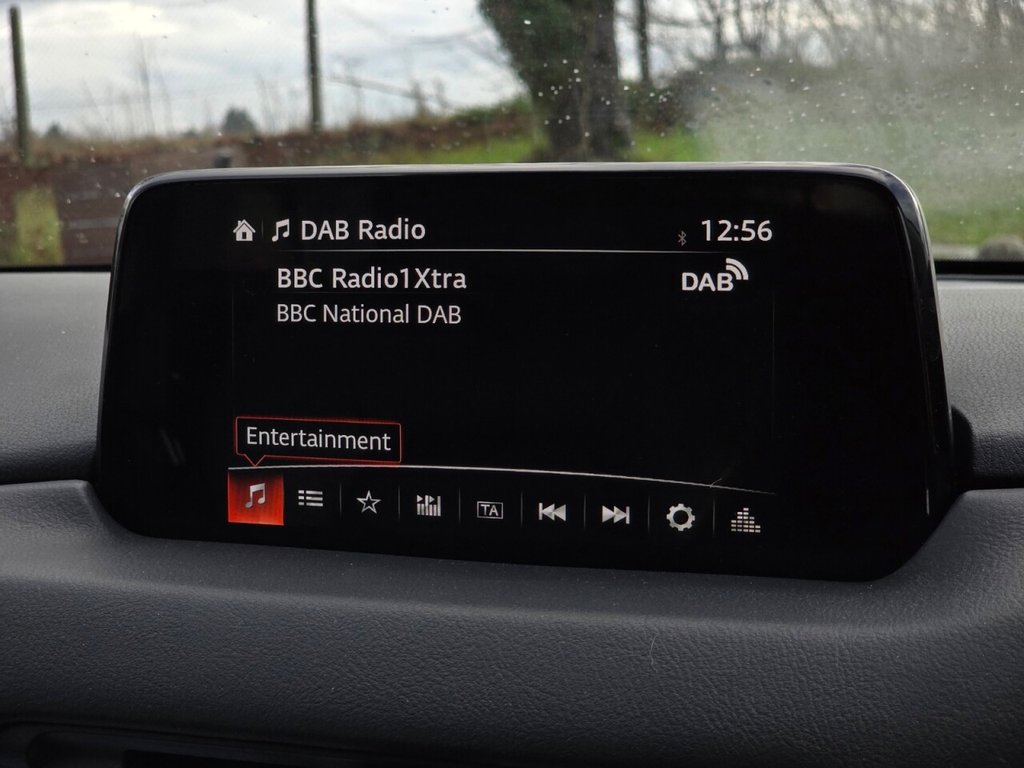 DAB Radio 12:56
BBC Radio1Xtra DAB
BBC National DAB
Entertainment
TA